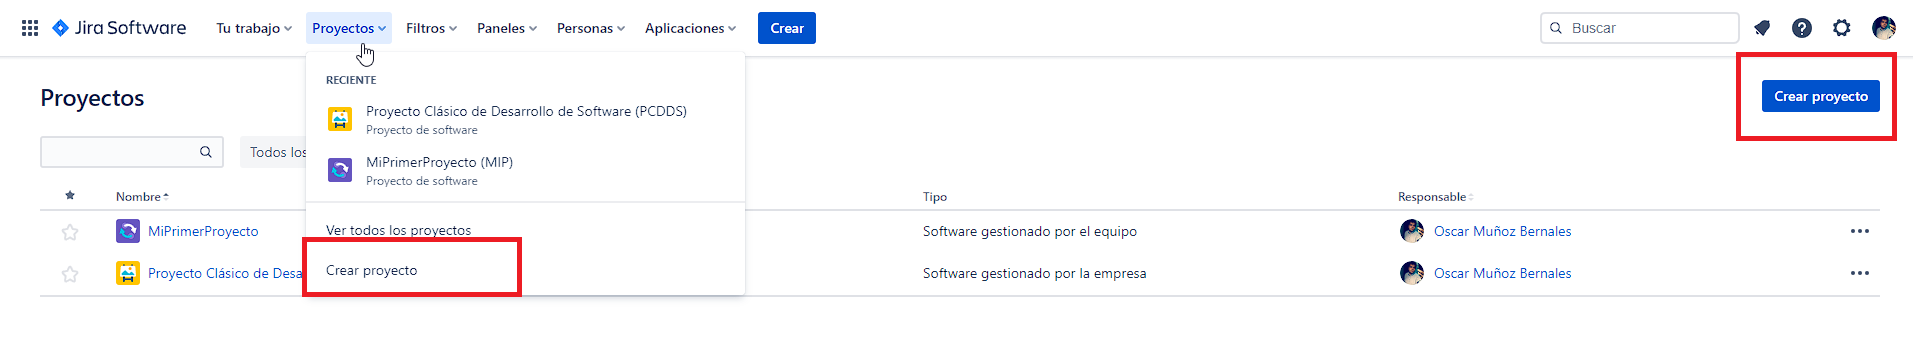 Jira Software Tu trabajo Proyectos Filtros Paneles Personas Aplicaciones Crear Buscar
RECIENTE
Proyectos
Crear proyecto
Proyecto Clásico de Desarrollo de Software (PCDDS)
Proyecto de software
Todos los
MiPrimerProyecto (MIP)
Proyecto de software
Nombre Tipo Responsable
Ver todos los proyectos
MiPrimerProyecto Software gestionado por el equipo Oscar Muñoz Bernales
Crear proyecto
Proyecto Clásico de Desa Software gestionado por la empresa Oscar Muñoz Bernales